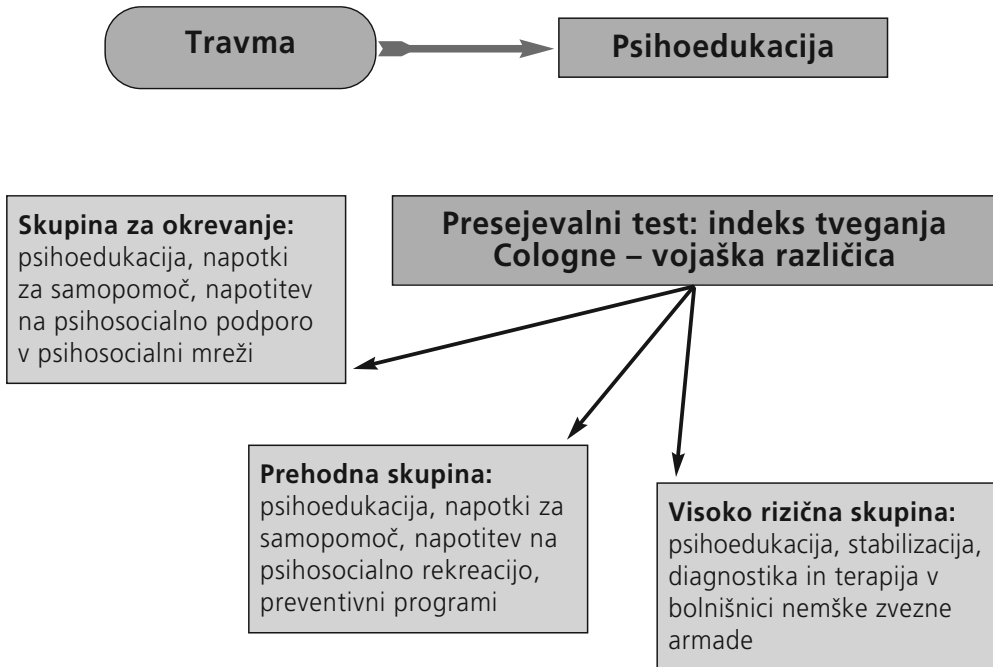 Travma
Psihoedukacija
Skupina za okrevanje:
psihoedukacija, napotki
za samopomoč, napotitev
na psihosocialno podporo
v psihosocialni mreži
Presejevalni test: indeks tveganja
Cologne – vojaška različica
Prehodna skupina:
psihoedukacija, napotki za
samopomoč, napotitev na
psihosocialno rekreacijo,
preventivni programi
Visoko rizična skupina:
psihoedukacija, stabilizacija,
diagnostika in terapija v
bolnišnici nemške zvezne
armade